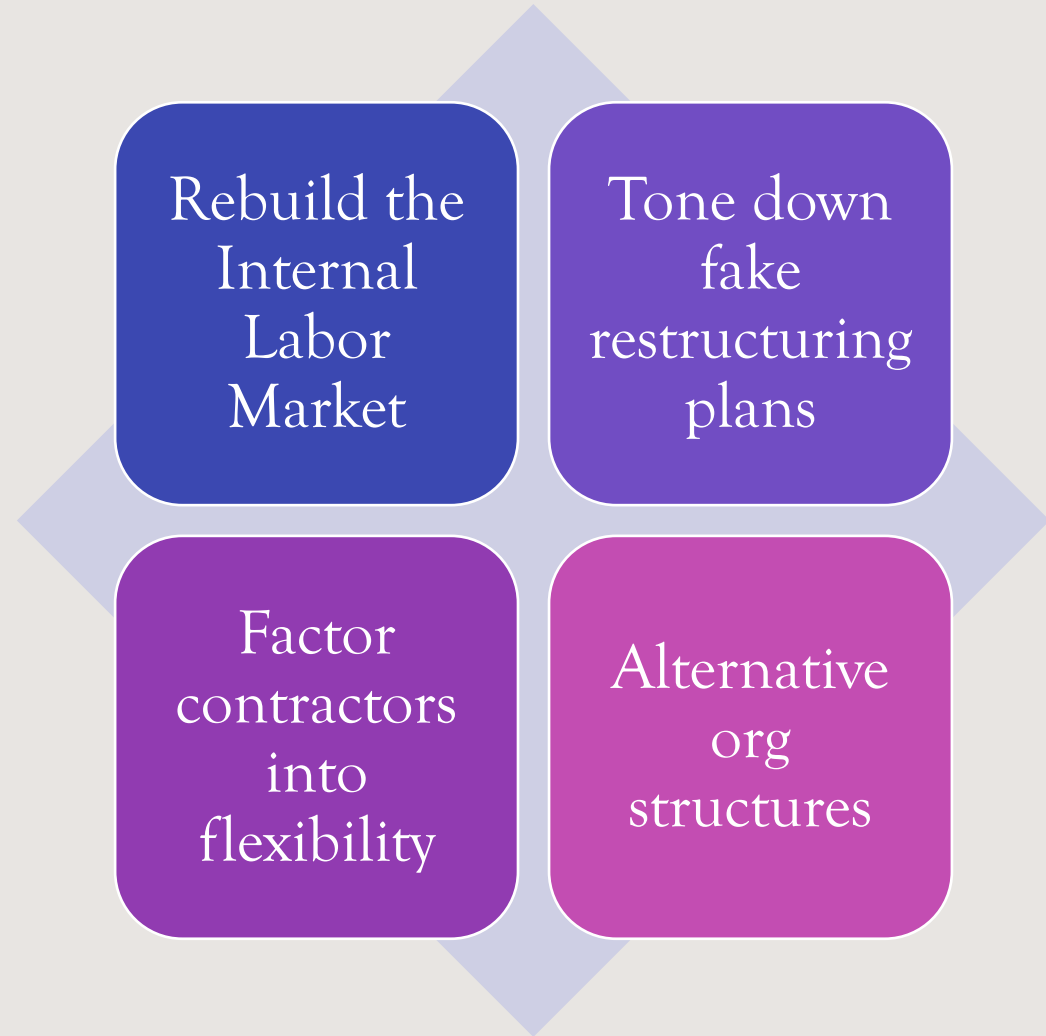 Rebuild the
Internal
Labor
Market
Tone down
fake
restructuring
plans
Factor
contractors
into
flexibility
Alternative
org
structures